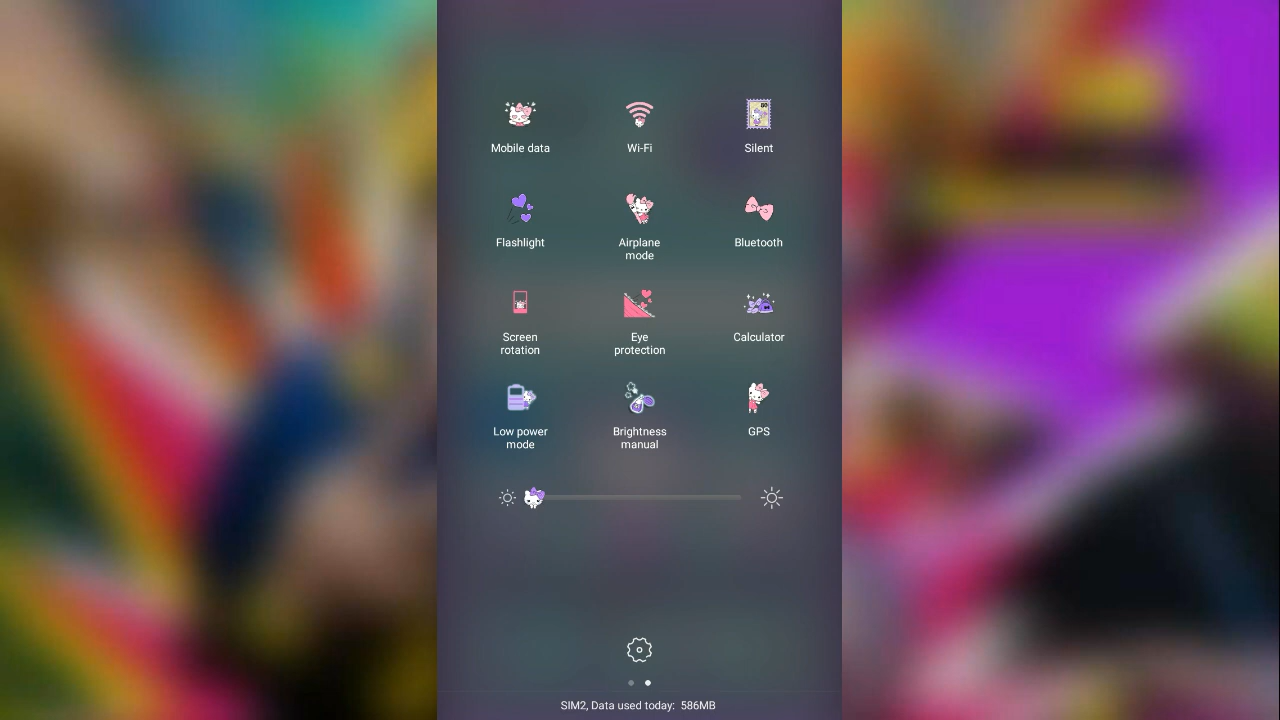 Mobile data
Wi-Fi
Silent
Flashlight
Airplane
mode
Bluetooth
Screen
rotation
Eye
protection
Calculator
Low power
mode
Brightness
manual
GPS
SIM2, Data used today: 586MB